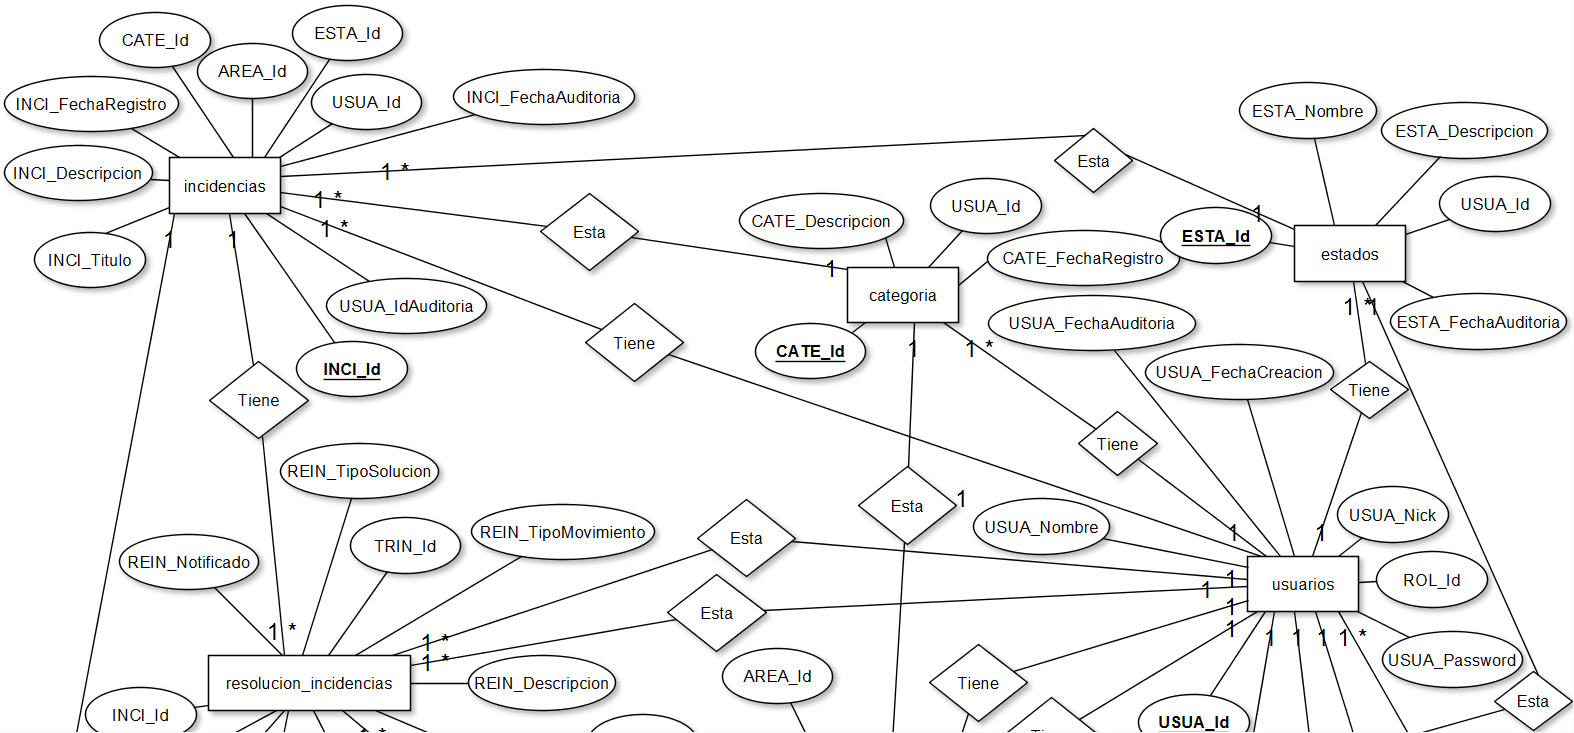 ESTA_Id
CATE_Id
AREA_Id
INCI_FechaRegistro
USUA_Id
INCI_FechaAuditoria
ESTA_Nombre
ESTA_Descripcion
Esta
1 *
INCI_Descripcion
incidencias
1 *
1 *
Esta
CATE_Descripcion
USUA_Id
USUA_Id
1
ESTA_Id
1
1
INCI_Titulo
CATE_FechaRegistro
estados
1
categoria
USUA_IdAuditoria
1 *
1
ESTA_FechaAuditoria
USUA_FechaAuditoria
Tiene
CATE_Id
1
1 *
INCI_Id
USUA_FechaCreacion
Tiene
Tiene
Tiene
REIN_TipoSolucion
Esta
1
USUA_Nombre
USUA_Nick
REIN_TipoMovimiento
1
1
Esta
TRIN_Id
REIN_Notificado
usuarios
ROL_Id
1
1
Esta
1
1 *
1
1 *
1
1
1
1 *
1 *
USUA_Password
resolucion_incidencias
REIN_Descripcion
AREA_Id
Tiene
Esta
INCI_Id
USUA_Id